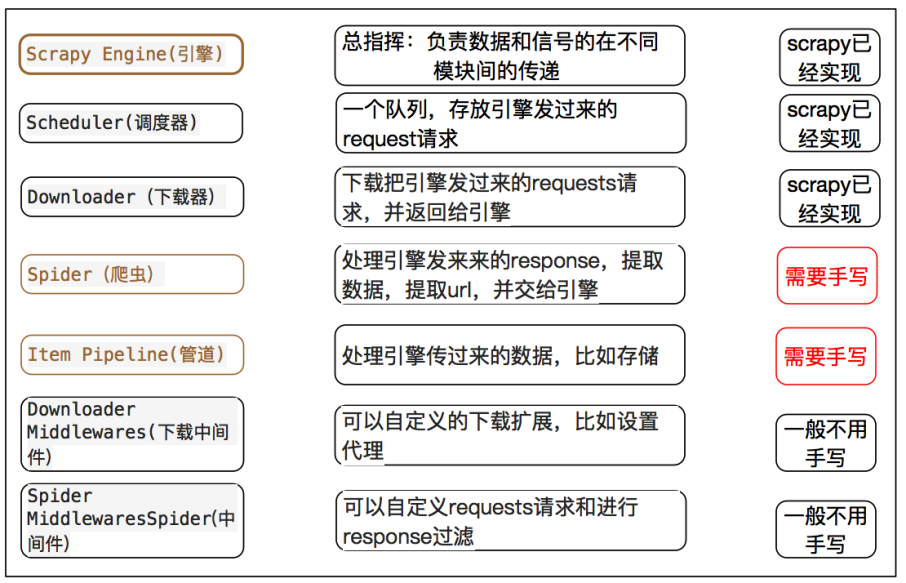 Scrapy Engine(引擎)
总指挥：负责数据和信号的在不同
模块间的传递
scrapy已
经实现
Scheduler(调度器)
一个队列，存放引擎发过来的
request请求
scrapy已
经实现
Downloader（下载器）
下载把引擎发过来的requests请
求，并返回给引擎
scrapy已
经实现
Spider（爬虫）
处理引擎发来来的response，提取
数据，提取url，并交给引擎
需要手写
Item Pipeline(管道)
处理引擎传过来的数据，比如存储
需要手写
Downloader
Middlewares(下载中间
件)
可以自定义的下载扩展，比如设置
代理
一般不用
手写
Spider
MiddlewaresSpider(中
间件)
可以自定义requests请求和进行
response过滤
一般不用
手写